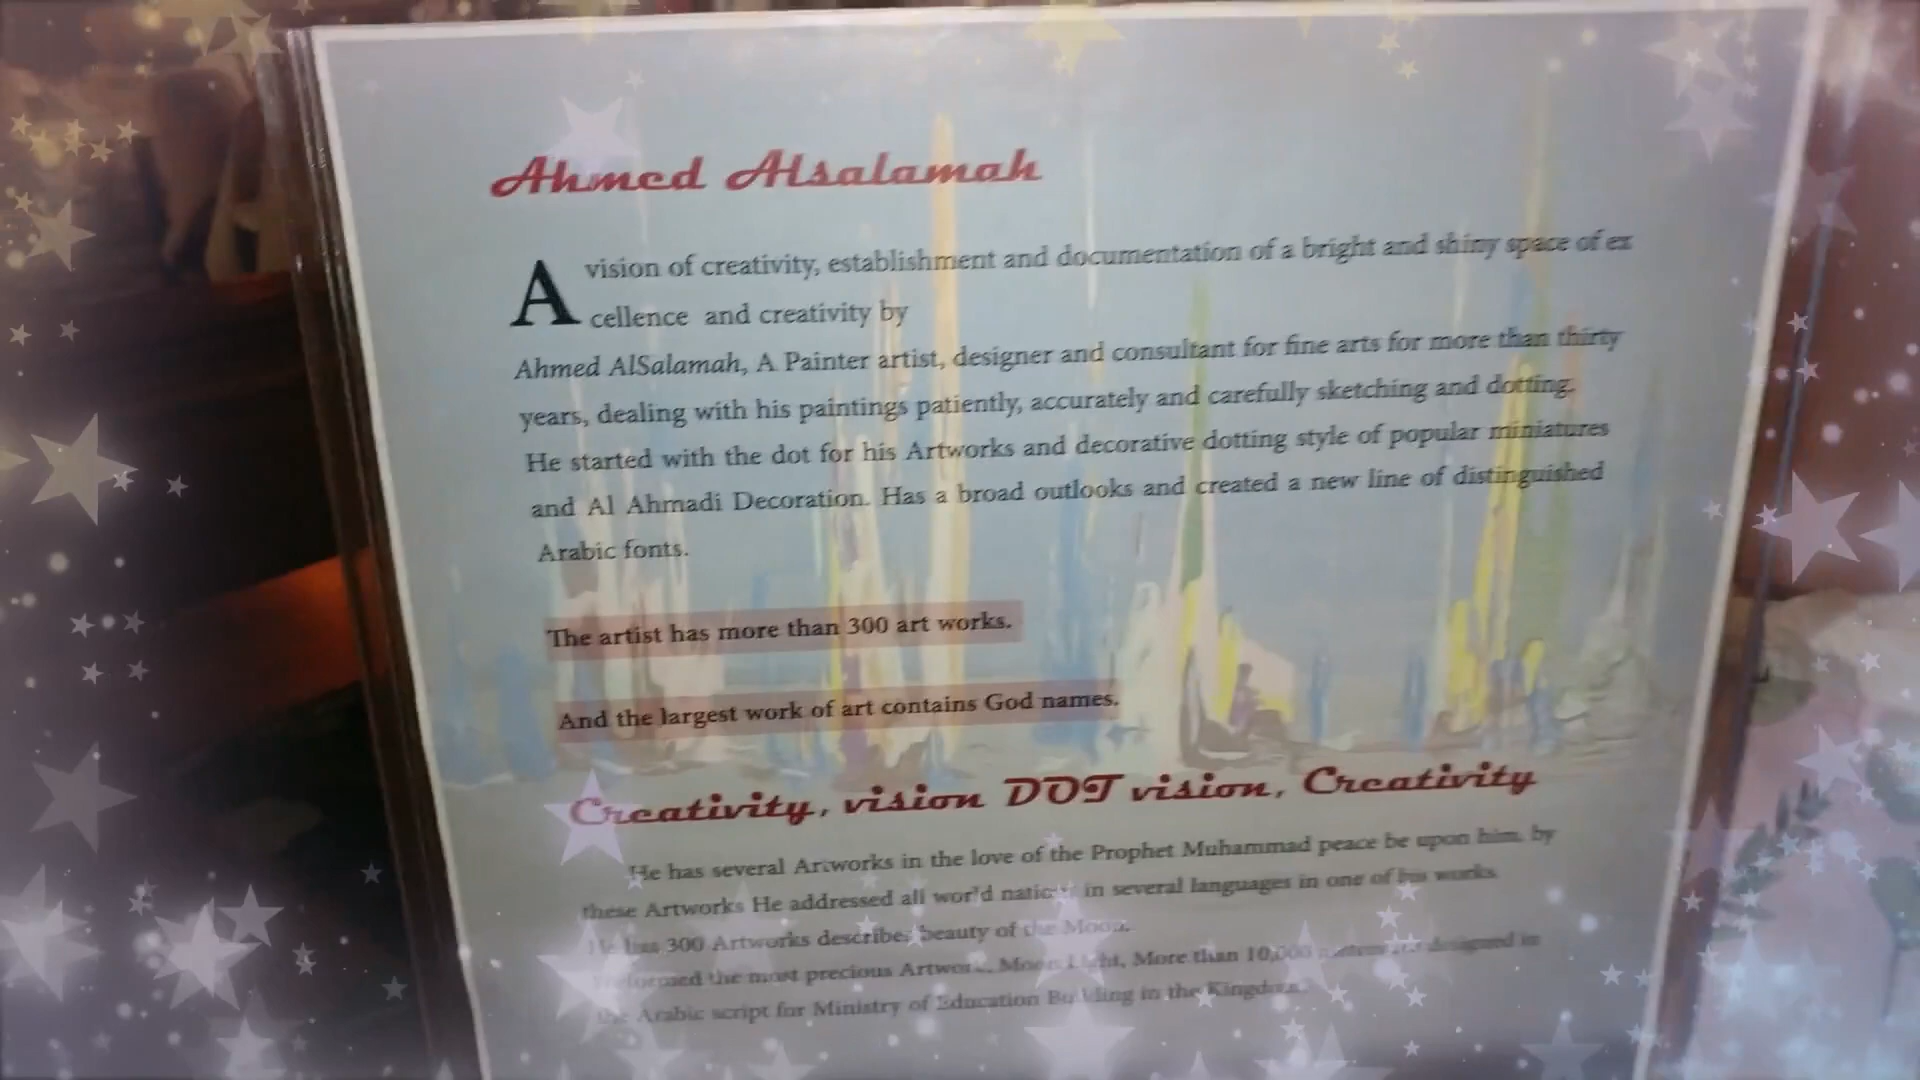 Ahmed Alsalamah
A vision of creativity, establishment and documentation of a bright and shiny space of ex
cellence and creativity by
Ahmed AlSalamah, A Painter artist, designer and consultant for fine arts for more than thirty
years, dealing with his paintings patiently, accurately and carefully sketching and dotting.
He started with the dot for his Artworks and decorative dotting style of popular miniatures
and Al Ahmadi Decoration. Has a broad outlooks and created a new line of distinguished
Arabic fonts.
The artist has more than 300 art works.
And the largest work of art contains God names.
Creativity, vision DOT vision, Creativity
He has several Artworks in the love of the Prophet Muhammad peace be upon him, by
these Artworks He addressed all world in several languages in one of his works.
He has 300 Artworks describes beauty of the Moon.
the most precious Artwork, Moon Light, More than 10,000 designed in
the Arabic script for Ministry of Education Building in the Kingdom.